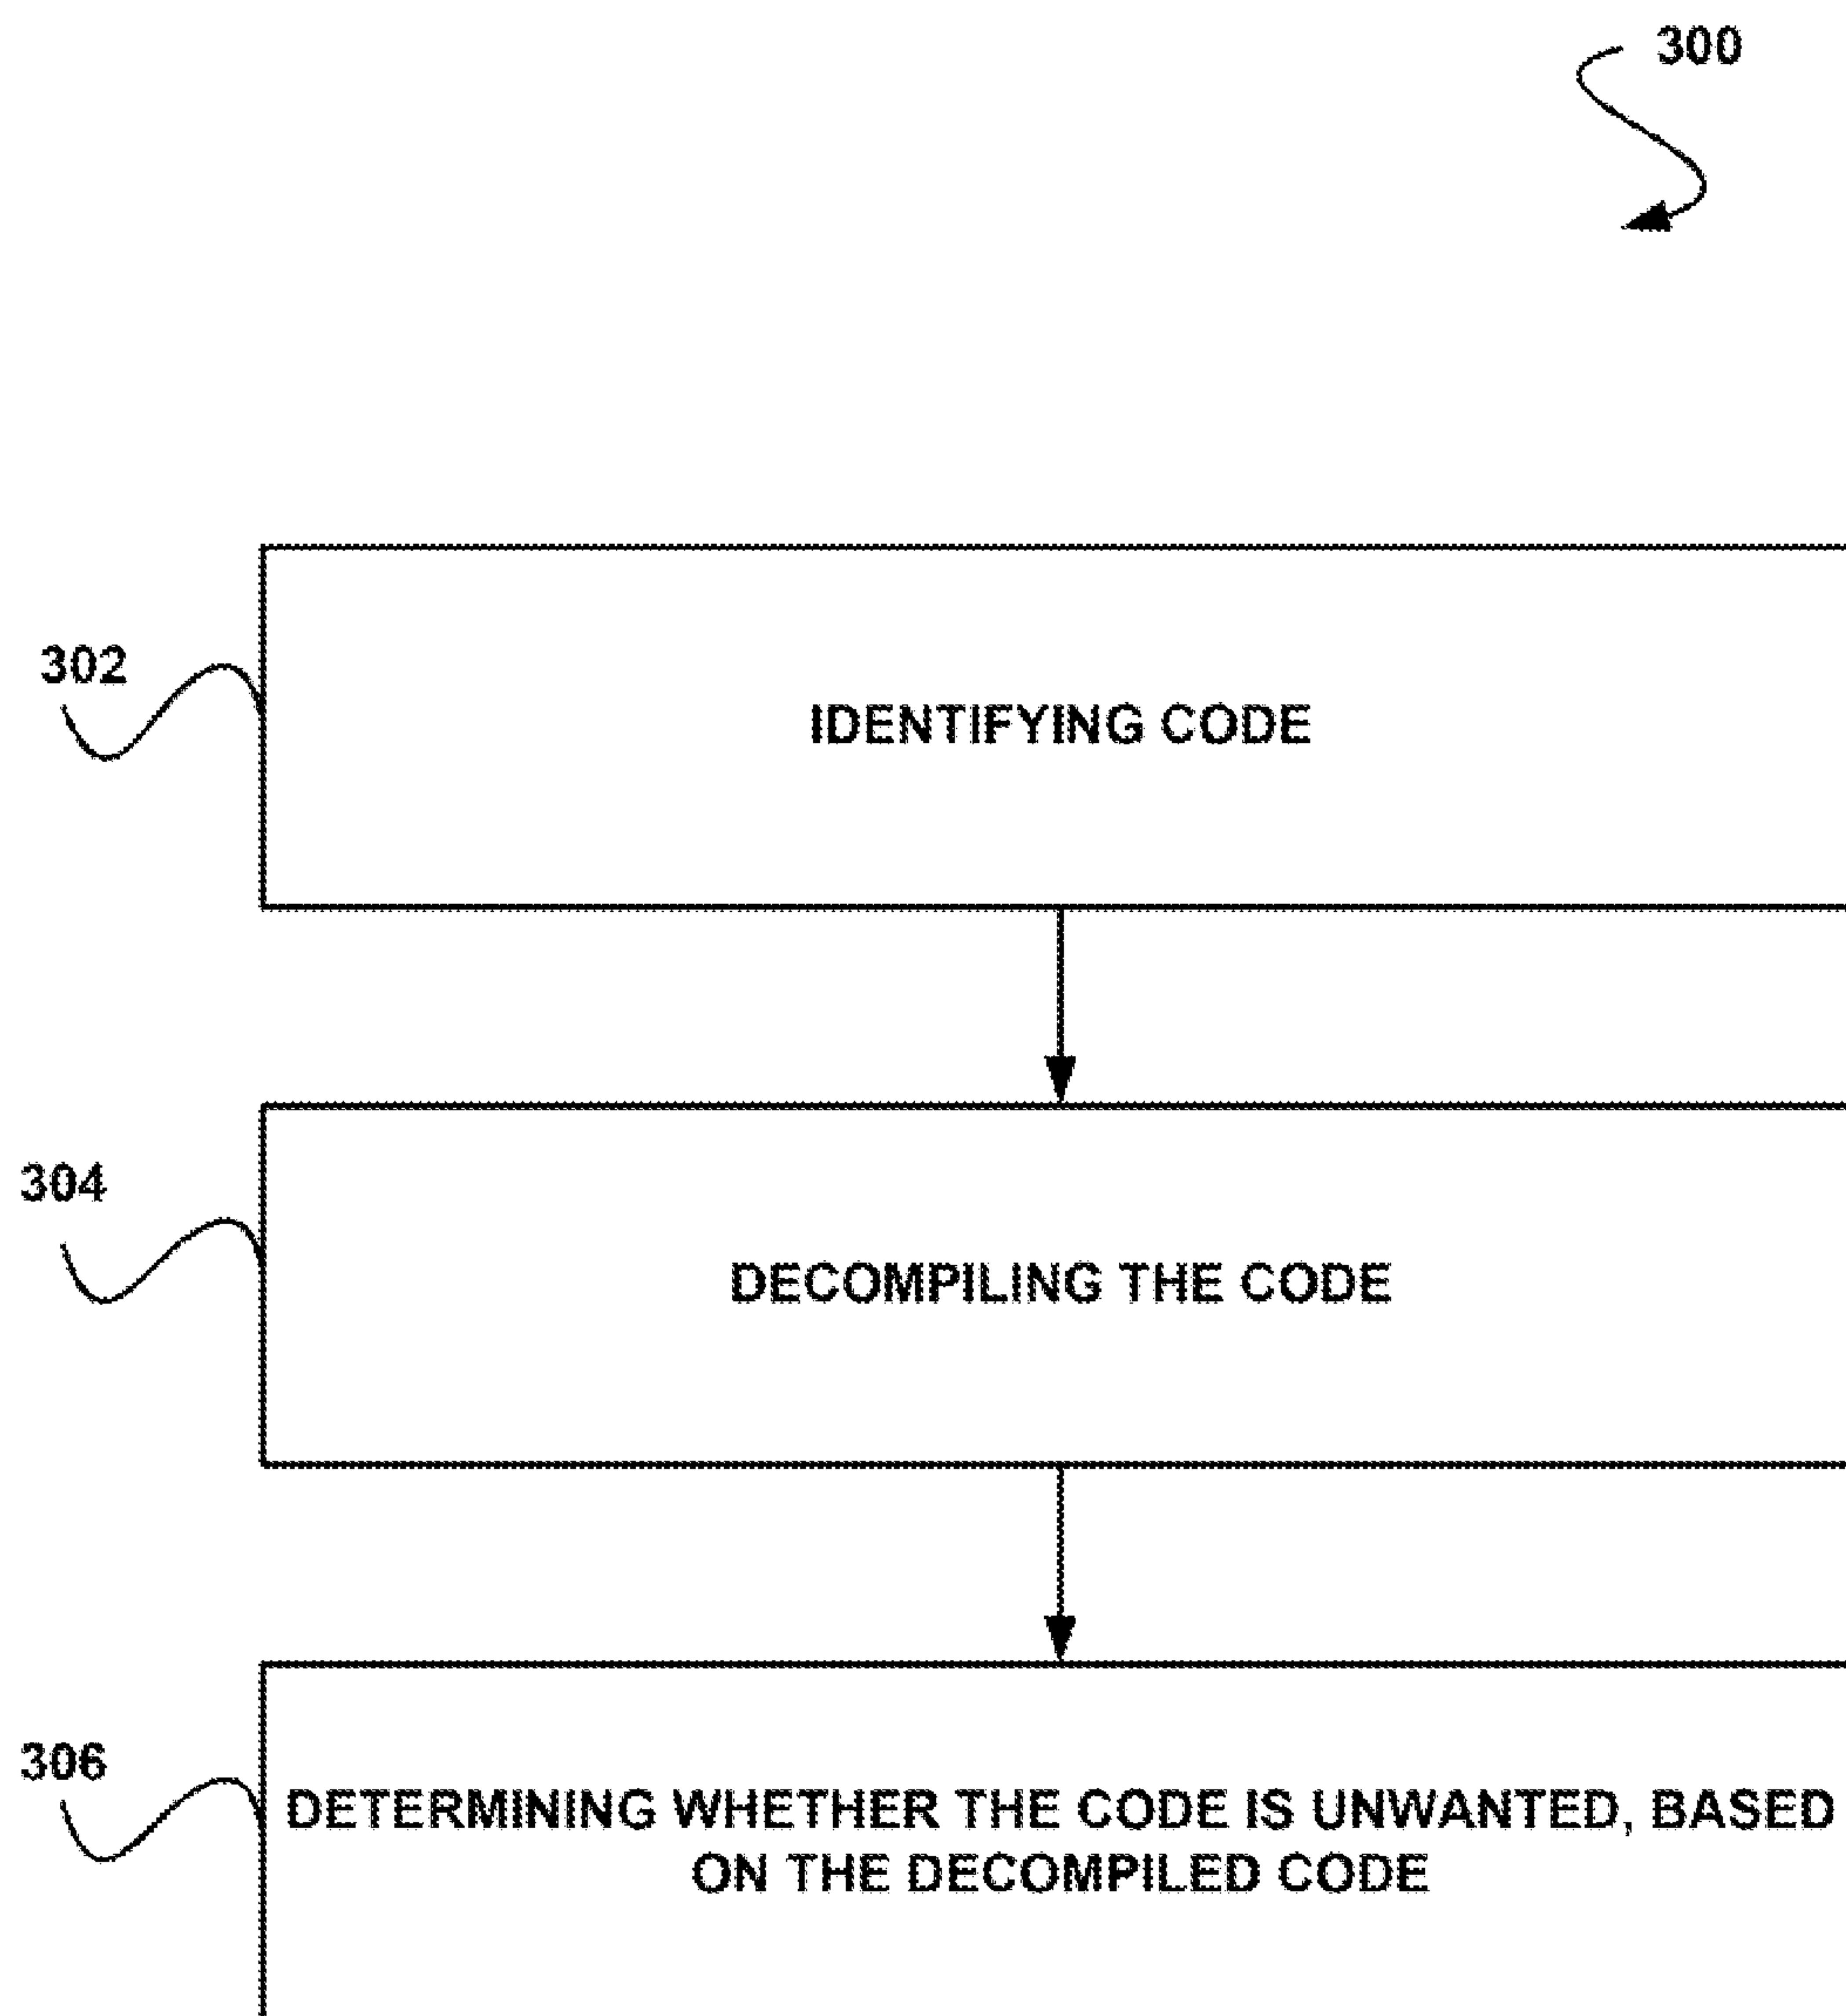 300
302
IDENTIFYING CODE
304
DECOMPILING THE CODE
306
DETERMINING WHETHER THE CODE IS UNWANTED, BASED
ON THE DECOMPILED CODE